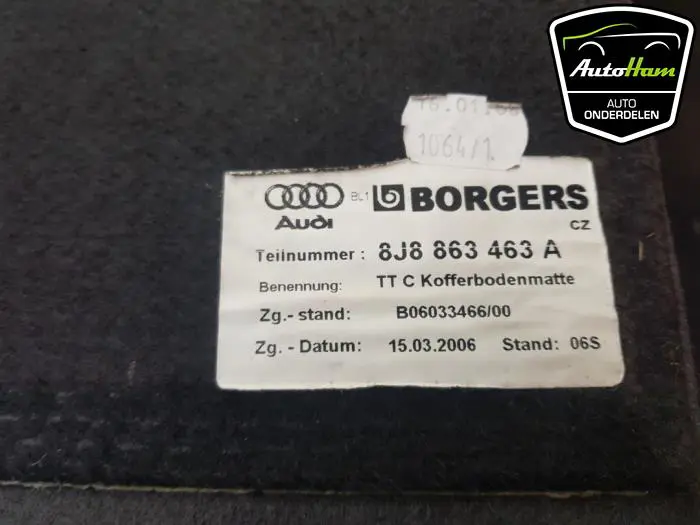 AutoHam
AUTO
ONDERDELEN
1064/1
Audi
BL1 BORGERS
CZ
Teilnummer : 8J8 863 463 A
Benennung: TT C Kofferbodenmatte
Zg.- stand: B06033466/00
Zg. - Datum: 15.03.2006 Stand: 06S